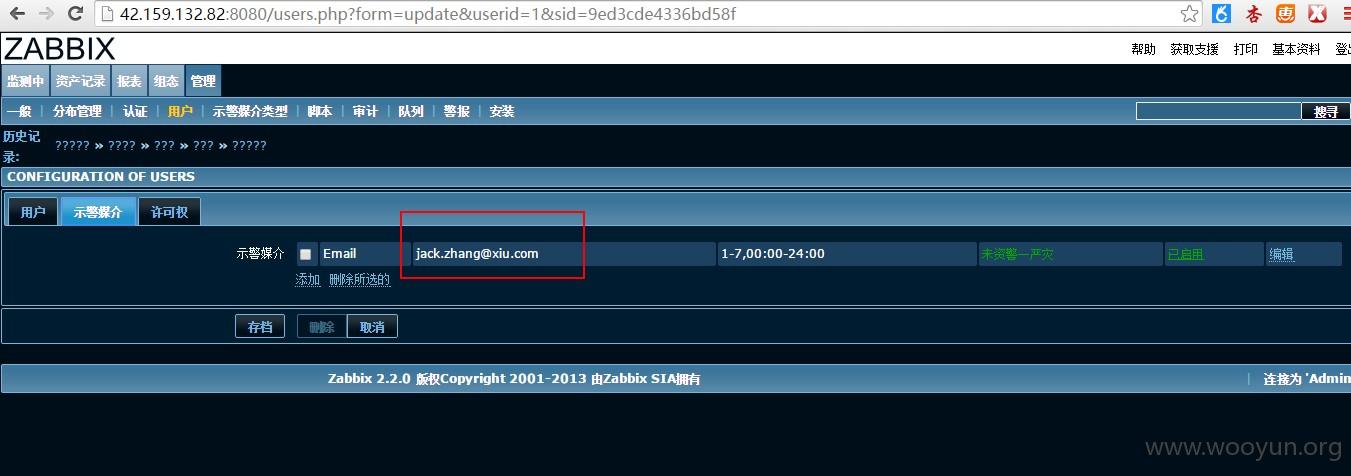 42.159.132.82:8080/users.php?form=update&userid=1&sid=9ed3cde4336bd58f
ZABBIX
帮助 获取支援 打印 基本资料 登出
监测中 资产记录 报表 组态 管理
一般 | 分布管理 | 认证 | 用户 | 示警媒介类型 | 脚本 | 审计 | 队列 | 警报 | 安装 搜寻
历史记录: ????? » ???? » ??? » ??? » ?????
CONFIGURATION OF USERS
用户 示警媒介 许可权
示警媒介 Email jack.zhang@xiu.com 1-7,00:00-24:00 未资警一严灾 已启用 编辑
添加 删除所选的
存档 删除 取消
Zabbix 2.2.0 版权Copyright 2001-2013 由Zabbix SIA拥有 | 连接为 'Admin
www.wooyun.org